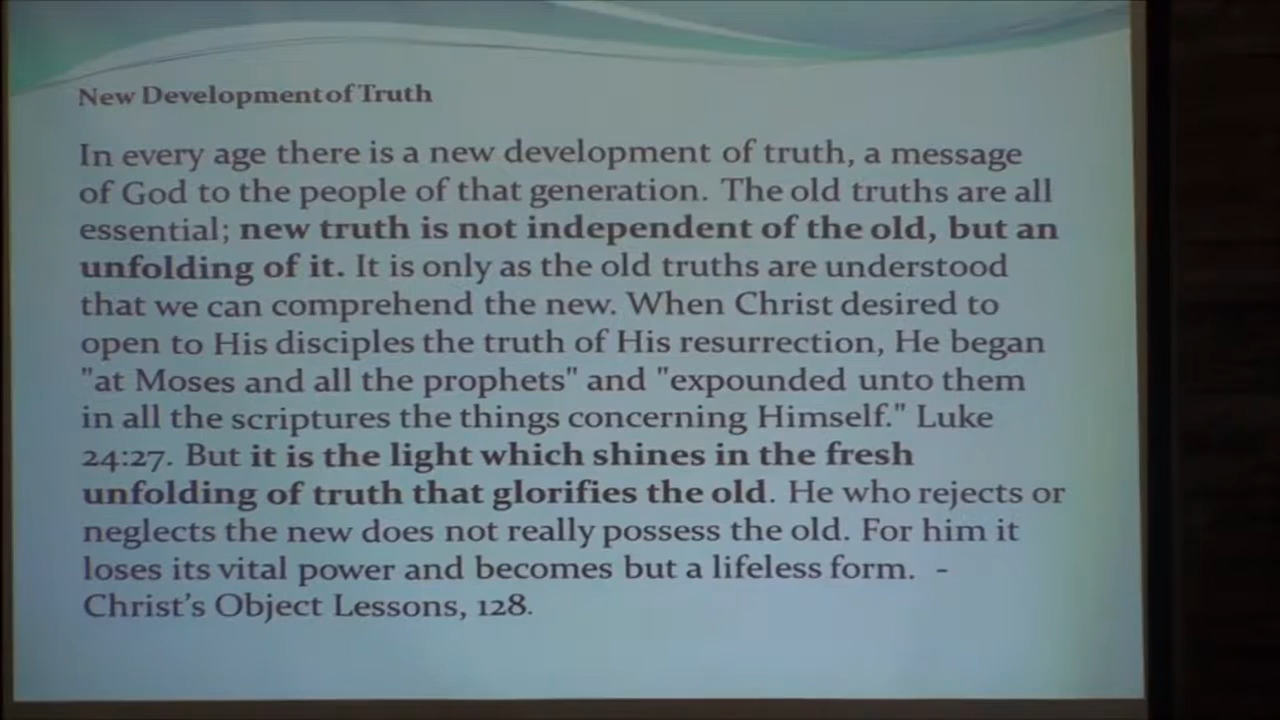 New Development of Truth
In every age there is a new development of truth, a message
of God to the people of that generation. The old truths are all
essential; new truth is not independent of the old, but an
unfolding of it. It is only as the old truths are understood
that we can comprehend the new. When Christ desired to
open to His disciples the truth of His resurrection, He began
"at Moses and all the prophets" and "expounded unto them
in all the scriptures the things concerning Himself." Luke
24:27. But it is the light which shines in the fresh
unfolding of truth that glorifies the old. He who rejects or
neglects the new does not really possess the old. For him it
loses its vital power and becomes but a lifeless form. -
Christ's Object Lessons, 128.